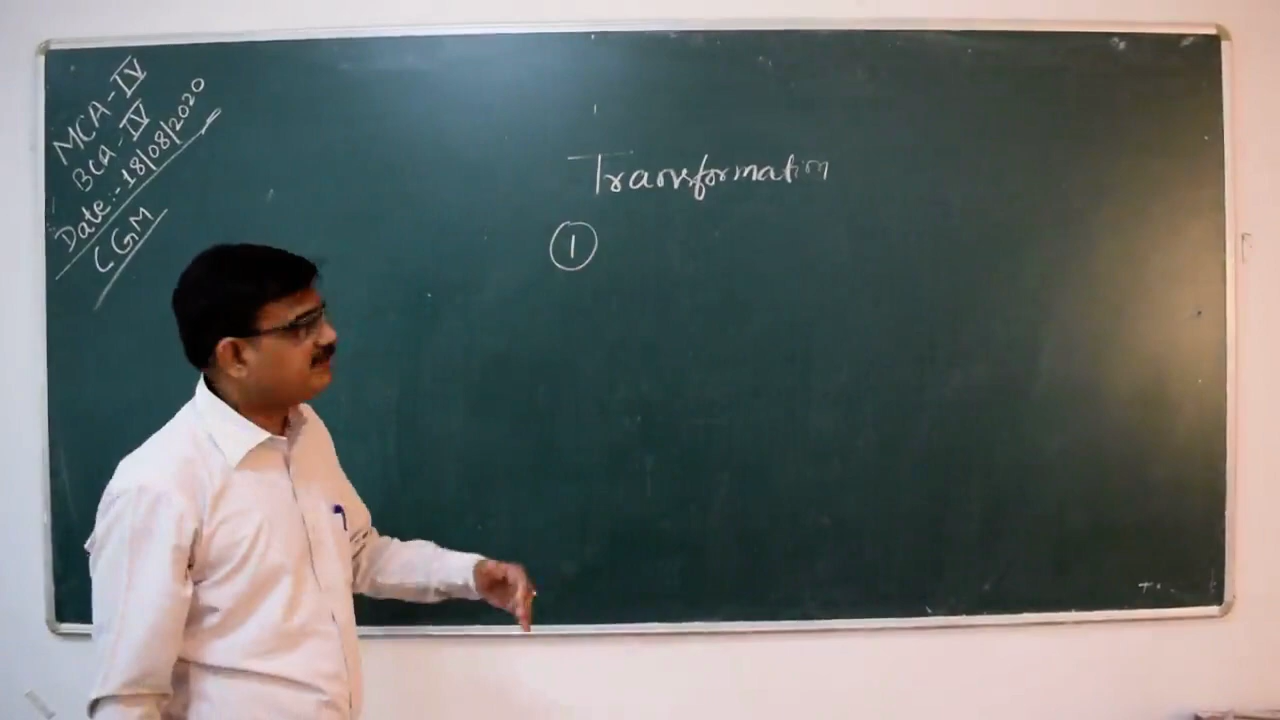 MCA-IV
BCA-IV
Date:-18/08/2020
CGM
Transformation
1